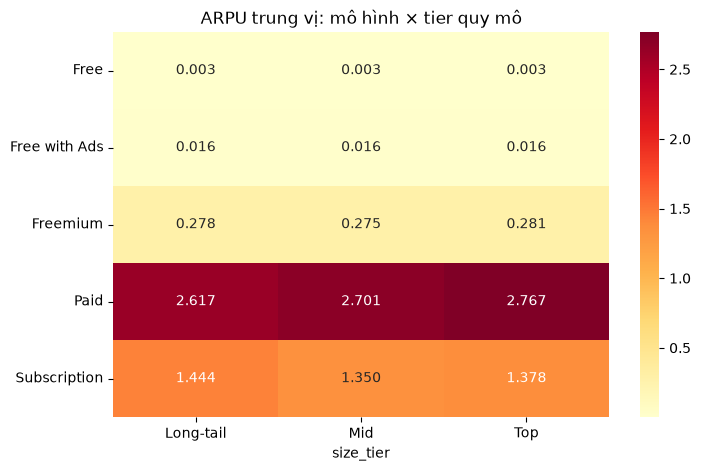 ARPU trung vị: mô hình × tier quy mô
Free 0.003 0.003 0.003
Free with Ads 0.016 0.016 0.016
Freemium 0.278 0.275 0.281
Paid 2.617 2.701 2.767
Subscription 1.444 1.350 1.378
Long-tail Mid Top
size_tier
2.5
2.0
1.5
1.0
0.5